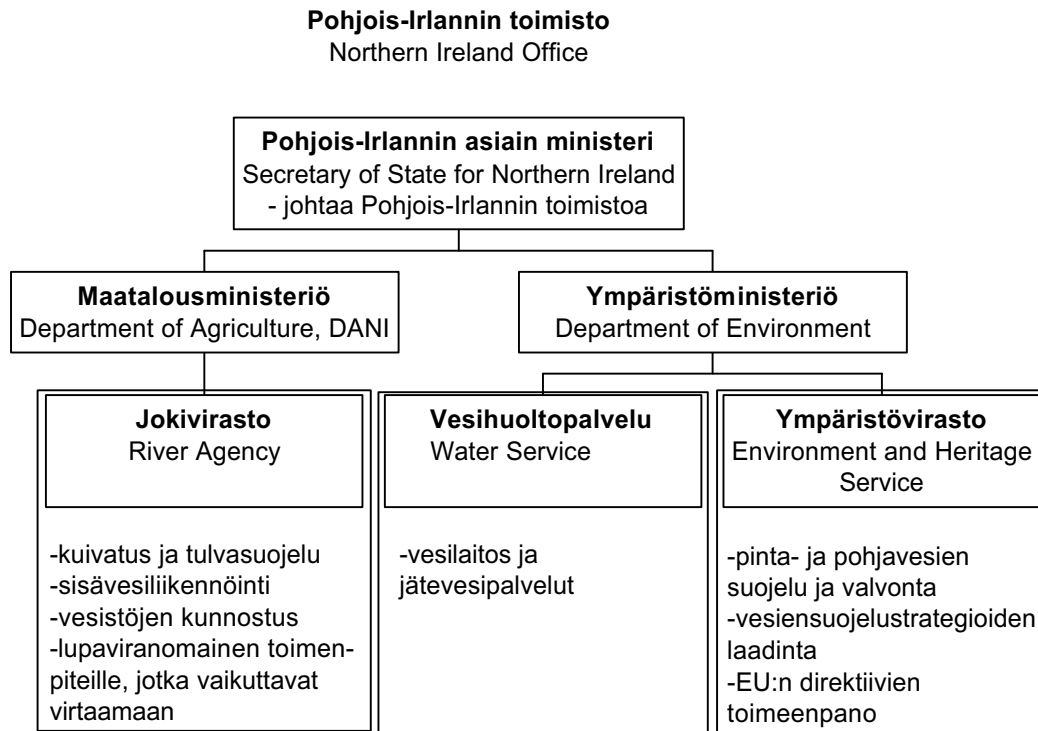 Pohjois-Irlannin toimisto
Northern Ireland Office
Pohjois-Irlannin asiain ministeri
Secretary of State for Northern Ireland
- johtaa Pohjois-Irlannin toimistoa
Maatalousministeriö
Department of Agriculture, DANI
Ympäristöministeriö
Department of Environment
Jokivirasto
River Agency
-kuivatus ja tulvasuojelu
-sisävesiliikennöinti
-vesistöjen kunnostus
-lupaviranomainen toimen-
piteille, jotka vaikuttavat
virtaamaan
Vesihuoltopalvelu
Water Service
-vesilaitos ja
jätevesipalvelut
Ympäristövirasto
Environment and Heritage
Service
-pinta- ja pohjavesien
suojelu ja valvonta
-vesiensuojelustrategioiden
laadinta
-EU:n direktiivien
toimeenpano